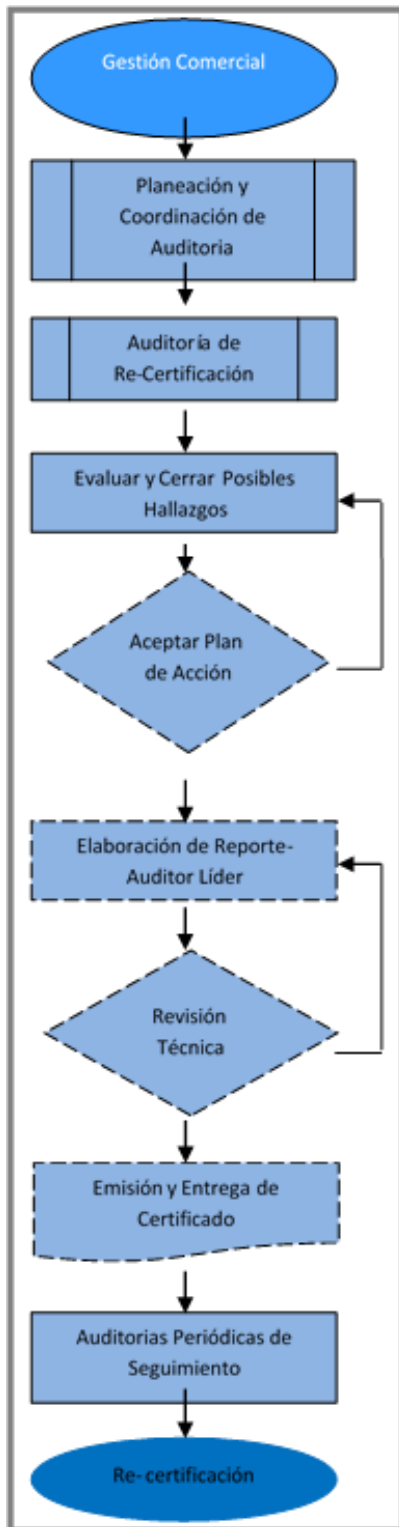 Gestión Comercial
Planeación y
Coordinación de
Auditoria
Auditoría de
Re-Certificación
Evaluar y Cerrar Posibles
Hallazgos
Aceptar Plan
de Acción
Elaboración de Reporte-
Auditor Líder
Revisión
Técnica
Emisión y Entrega de
Certificado
Auditorias Periódicas de
Seguimiento
Re- certificación